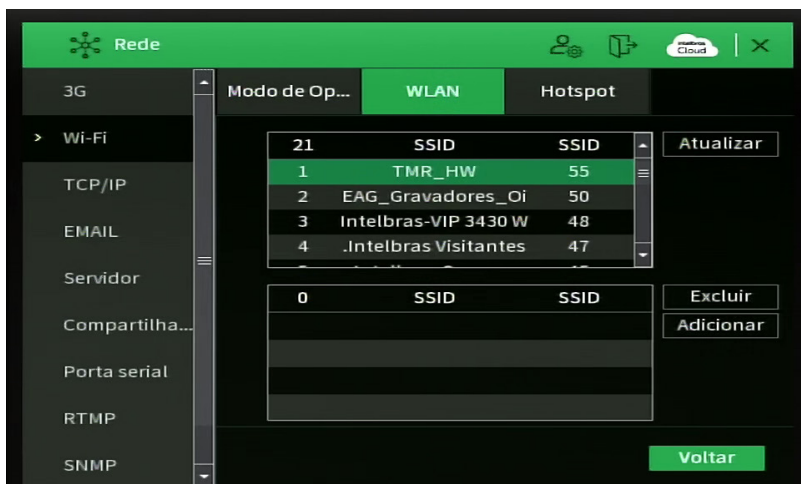 Rede
intelbras Cloud
3G
Wi-Fi
TCP/IP
EMAIL
Servidor
Compartilha...
Porta serial
RTMP
SNMP
Modo de Op...
WLAN
Hotspot
21 SSID SSID
1 TMR_HW 55
2 EAG_Gravadores_Oi 50
3 Intelbras-VIP 3430 W 48
4 .Intelbras Visitantes 47
Atualizar
0 SSID SSID
Excluir
Adicionar
Voltar